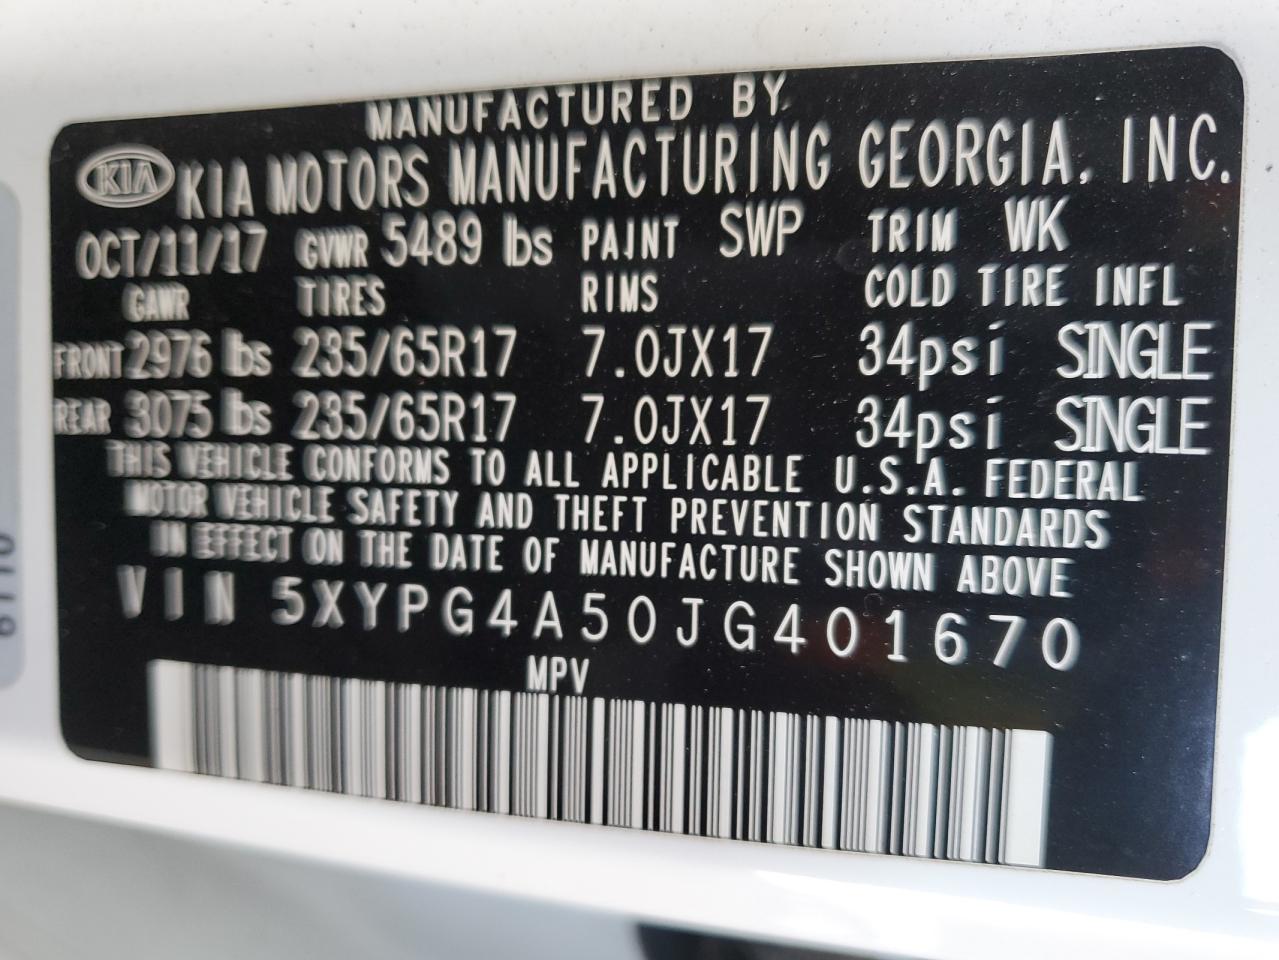 MANUFACTURED BY
KIA KIA MOTORS MANUFACTURING GEORGIA, INC.
OCT/11/17 GVWR 5489 lbs PAINT SWP TRIM WK
GAWR TIRES RIMS COLD TIRE INFL
FRONT 2976 lbs 235/65R17 7.0JX17 34psi SINGLE
REAR 3075 lbs 235/65R17 7.0JX17 34psi SINGLE
THIS VEHICLE CONFORMS TO ALL APPLICABLE U.S.A. FEDERAL
MOTOR VEHICLE SAFETY AND THEFT PREVENTION STANDARDS
IN EFFECT ON THE DATE OF MANUFACTURE SHOWN ABOVE
VIN 5XYPG4A50JG401670
MPV